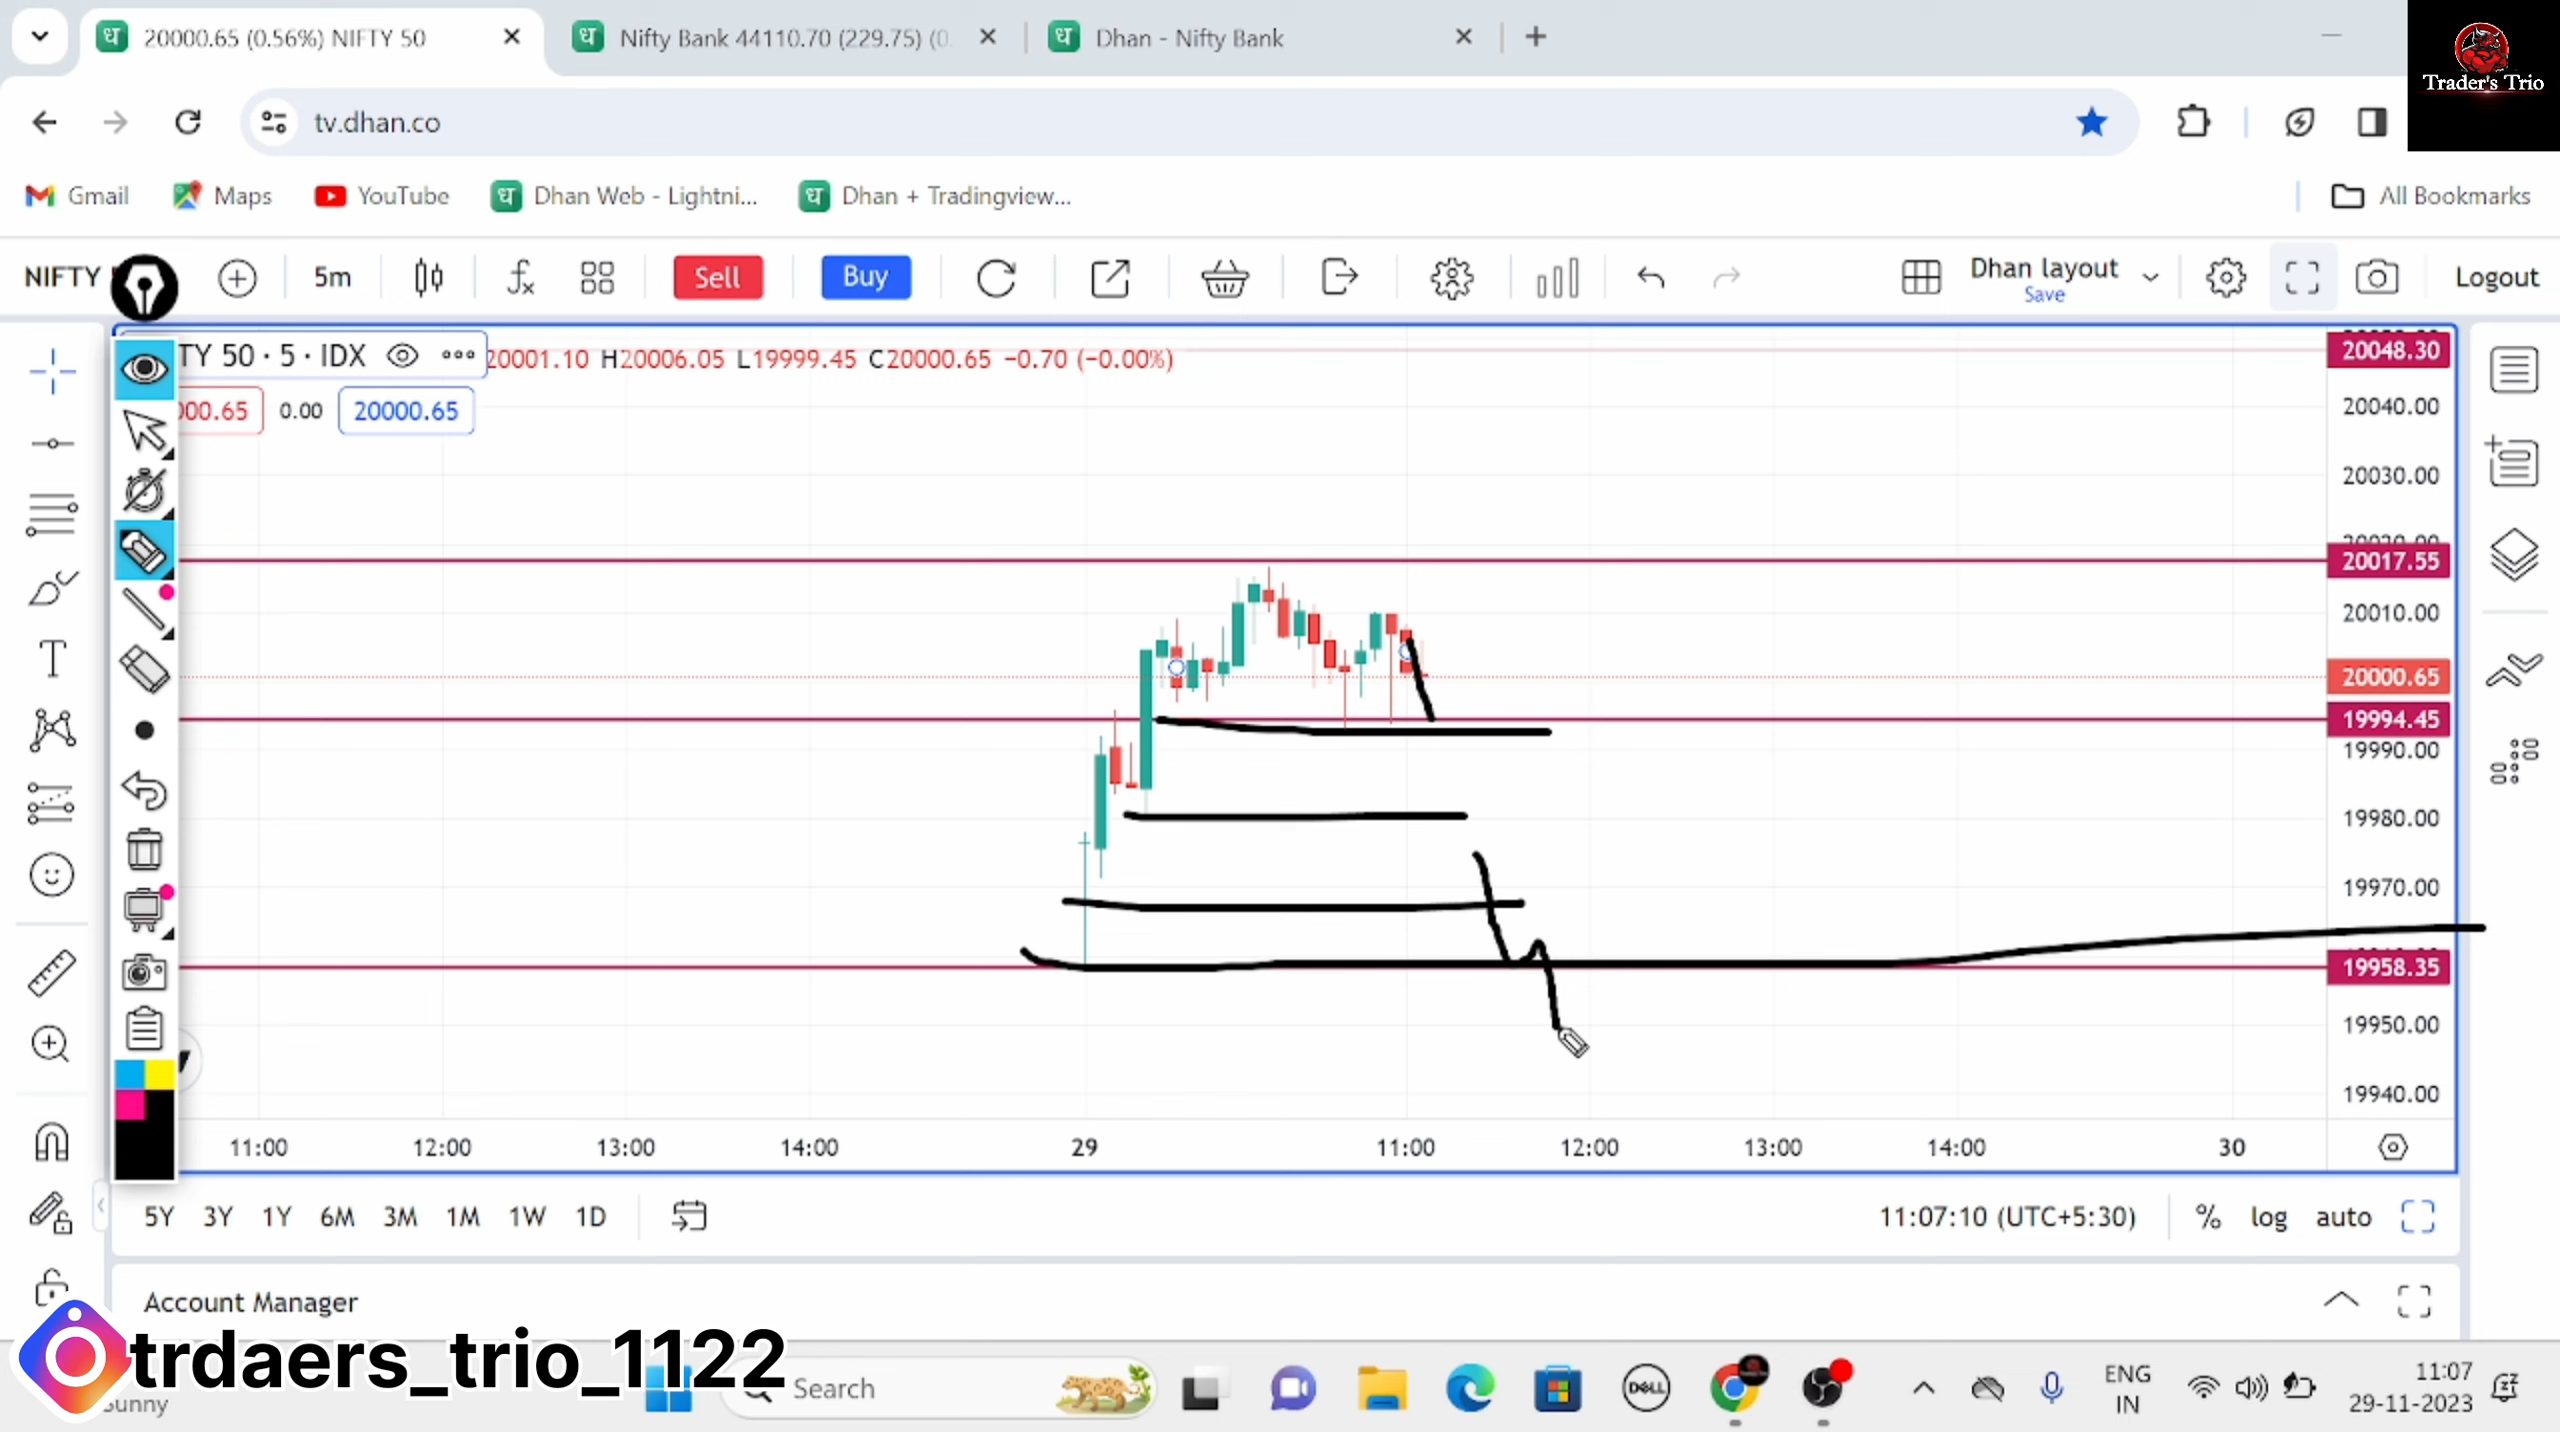 धा 20000.65 (0.56%) NIFTY 50
धा Nifty Bank 44110.70 (229.75) (0.
धा Dhan - Nifty Bank
Trader's Trio
tv.dhan.co
Gmail Maps YouTube धा Dhan Web - Lightni... धा Dhan + Tradingview... All Bookmarks
NIFTY 5m Sell Buy Dhan layout Save Logout
TY 50 · 5 · IDX 20001.10 H20006.05 L19999.45 C20000.65 −0.70 (−0.00%)
000.65 0.00 20000.65
20048.30
20040.00
20030.00
20017.55
20010.00
20000.65
19994.45
19990.00
19980.00
19970.00
19958.35
19950.00
19940.00
11:00 12:00 13:00 14:00 29 11:00 12:00 13:00 14:00 30
5Y 3Y 1Y 6M 3M 1M 1W 1D 11:07:10 (UTC+5:30) % log auto
Account Manager
trdaers_trio_1122
Sunny
Search
DELL
ENG
IN
11:07
29-11-2023